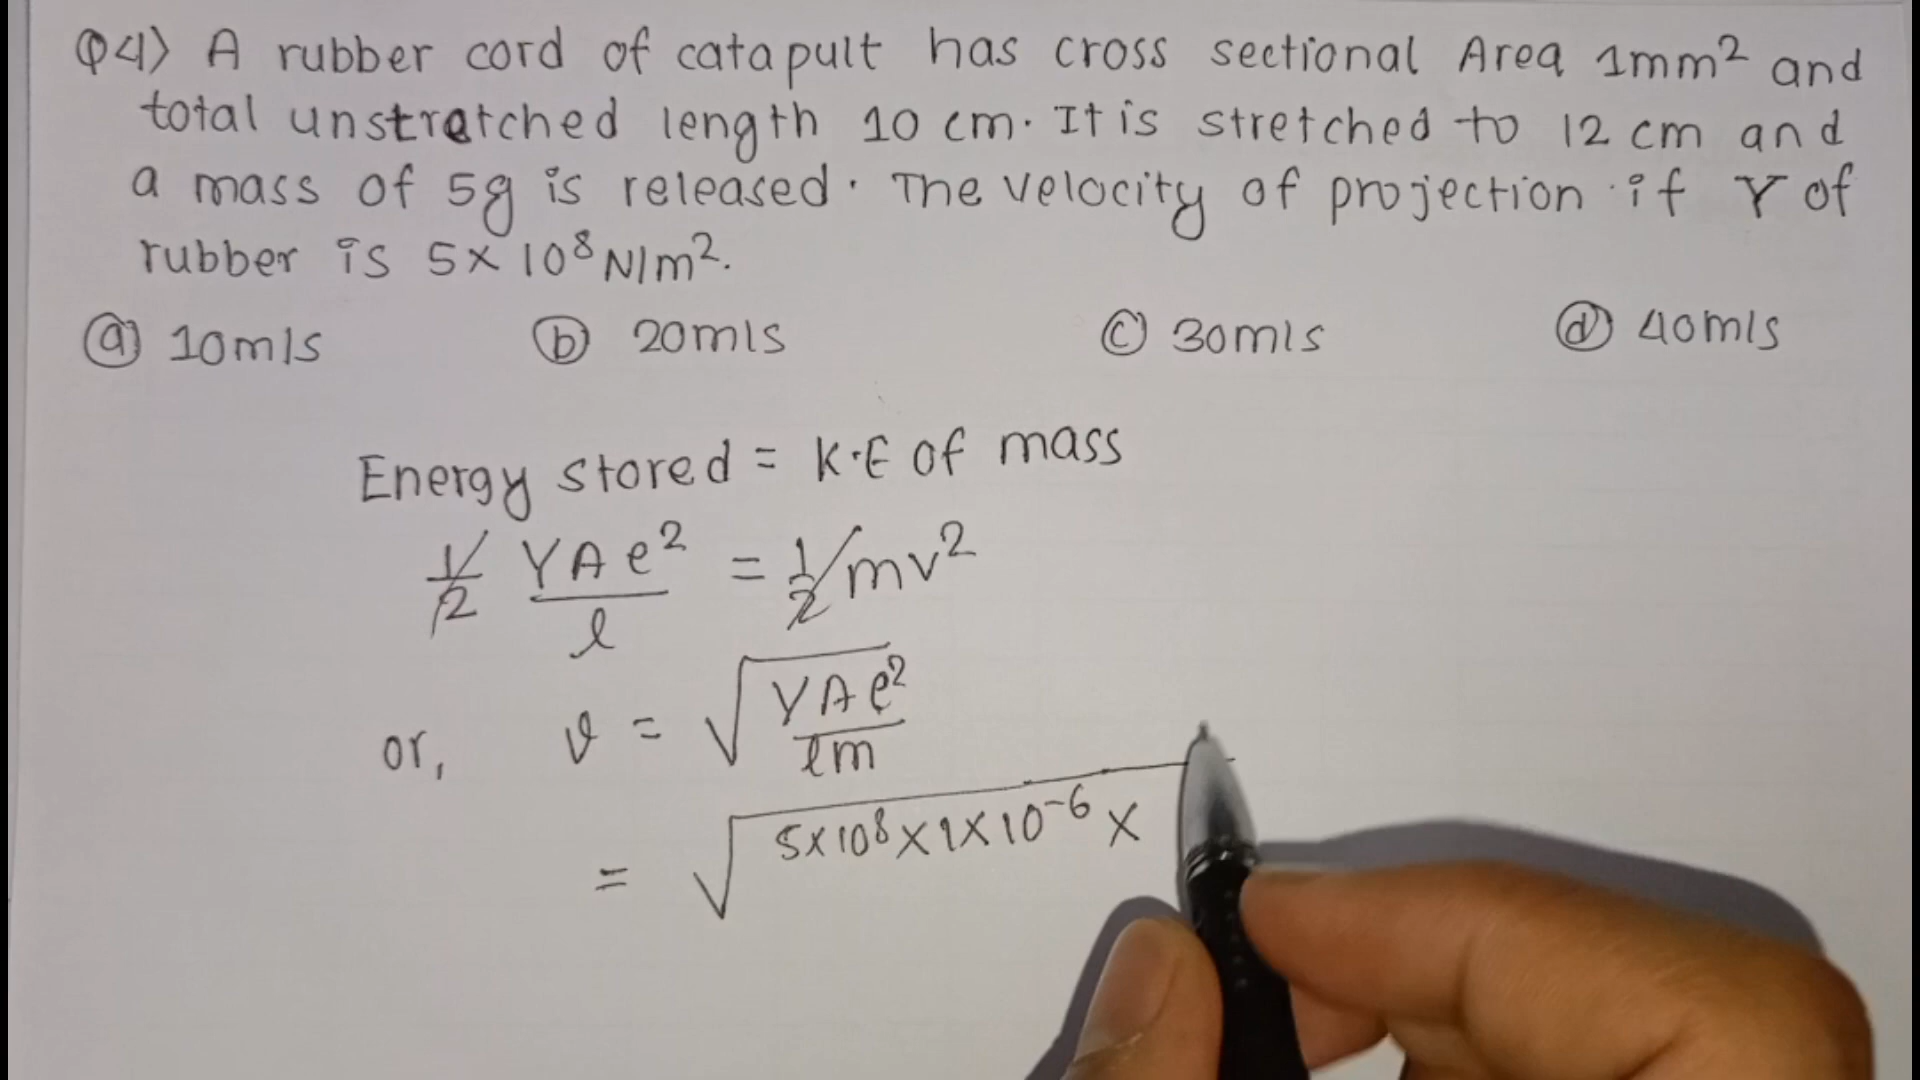 Q4) A rubber cord of catapult has cross sectional Area 1mm² and
total unstretched length 10 cm. It is stretched to 12 cm and
a mass of 5g is released. The velocity of projection if Y of
rubber is 5×10⁸N/m².
(a) 10m/s (b) 20m/s (c) 30m/s (d) 40m/s
Energy stored = K.E of mass
1/2 YAe²/l = 1/2 mv²
or, v = √(YAe²/lm)
= √(5×10⁸×1×10⁻⁶×